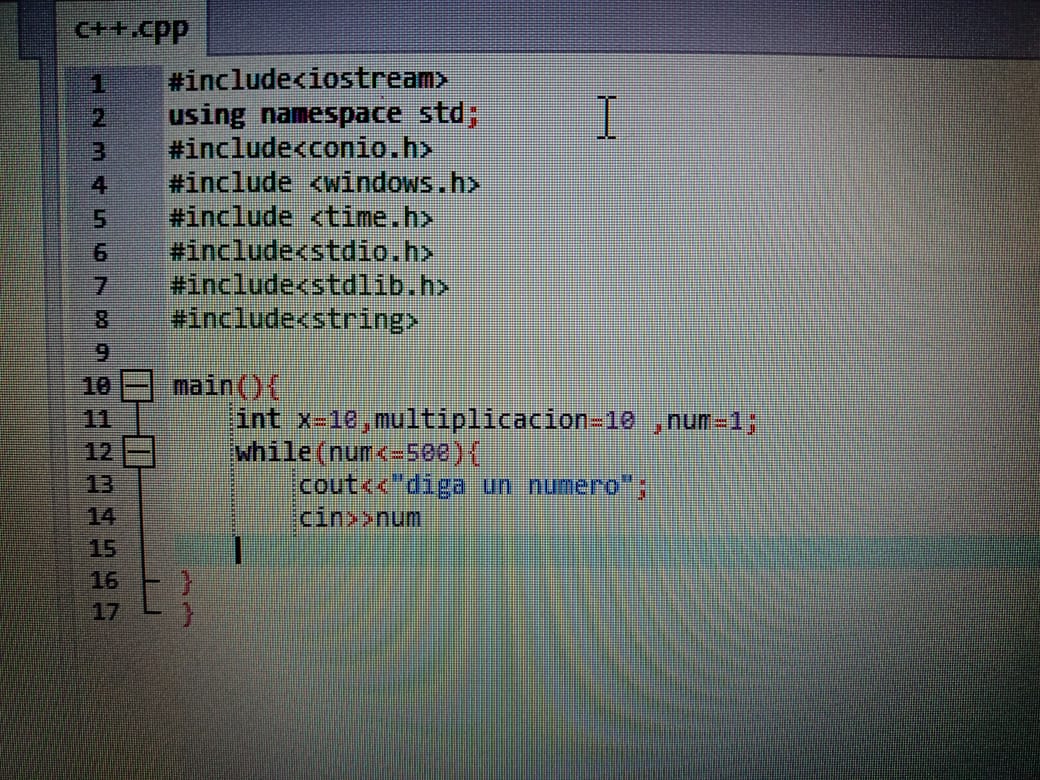 c++.cpp
1 #include<iostream>
2 using namespace std;
3 #include<conio.h>
4 #include <windows.h>
5 #include <time.h>
6 #include<stdio.h>
7 #include<stdlib.h>
8 #include<string>
9
10 main(){
11 int x=10,multiplicacion=10 ,num=1;
12 while(num<=500){
13 cout<<"diga un numero";
14 cin>>num
15
16 }
17 }